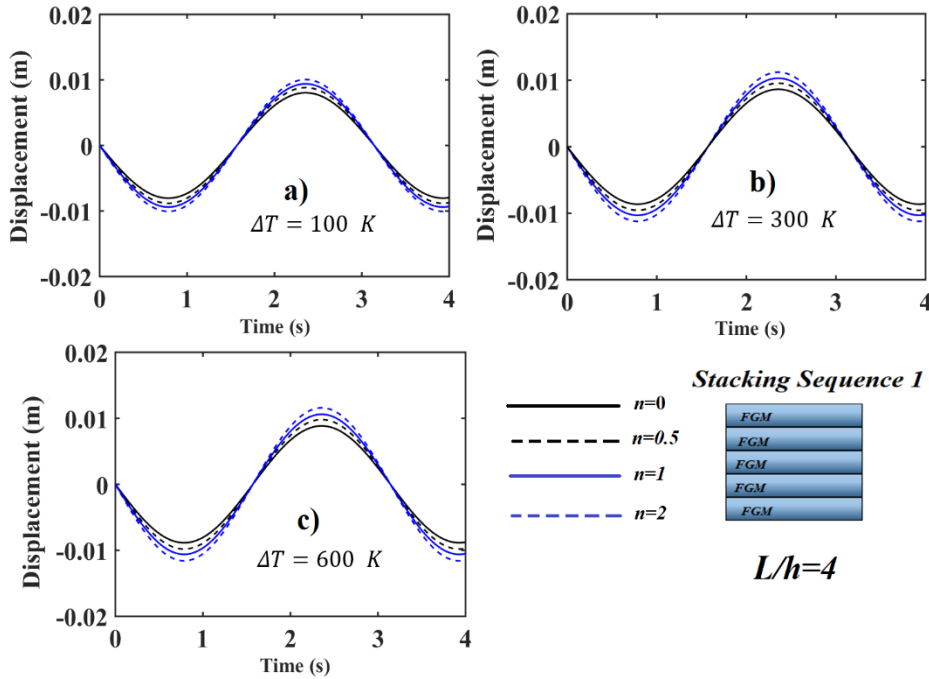 0.02
0.01
0
-0.01
-0.02
Displacement (m)
a)
ΔT = 100 K
0 1 2 3 4
Time (s)
0.02
0.01
0
-0.01
-0.02
Displacement (m)
b)
ΔT = 300 K
0 1 2 3 4
Time (s)
0.02
0.01
0
-0.01
-0.02
Displacement (m)
c)
ΔT = 600 K
0 1 2 3 4
Time (s)
n=0
n=0.5
n=1
n=2
Stacking Sequence 1
FGM
FGM
FGM
FGM
FGM
L/h=4